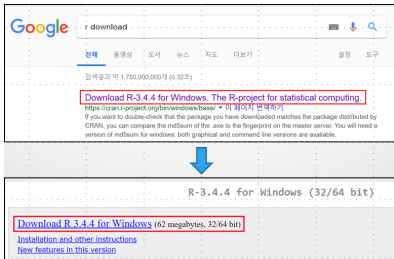 Google r download
전체 동영상 도서 뉴스 지도 더보기 설정 도구
검색결과 약 1,750,000,000개 (0.32초)
Download R-3.4.4 for Windows. The R-project for statistical computing.
https://cran.r-project.org/bin/windows/base/ ▼ 이 페이지 번역하기
If you want to double-check that the package you have downloaded matches the package distributed by
CRAN, you can compare the md5sum of the .exe to the fingerprint on the master server. You will need a
version of md5sum for windows: both graphical and command line versions are available.
R-3.4.4 for Windows (32/64 bit)
Download R 3.4.4 for Windows (62 megabytes, 32/64 bit)
Installation and other instructions
New features in this version